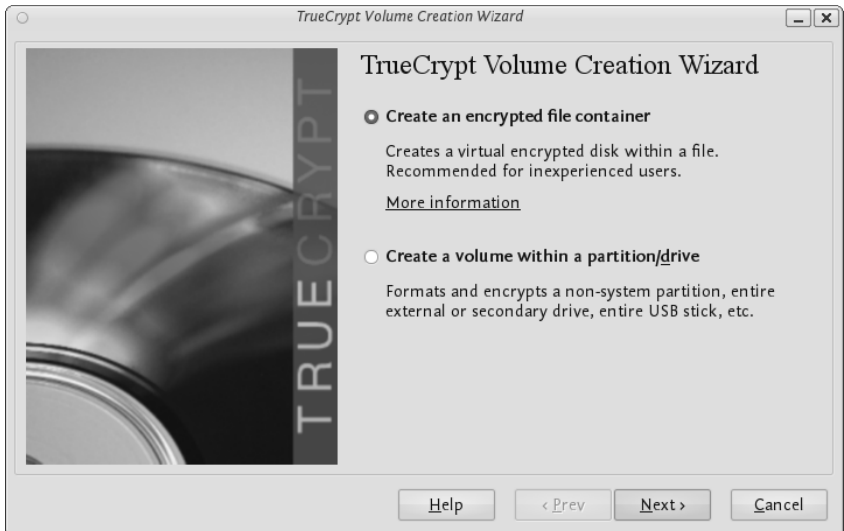 TrueCrypt Volume Creation Wizard
TRUECRYPT
TrueCrypt Volume Creation Wizard
Create an encrypted file container
Creates a virtual encrypted disk within a file.
Recommended for inexperienced users.
More information
Create a volume within a partition/drive
Formats and encrypts a non-system partition, entire
external or secondary drive, entire USB stick, etc.
Help
< Prev
Next >
Cancel